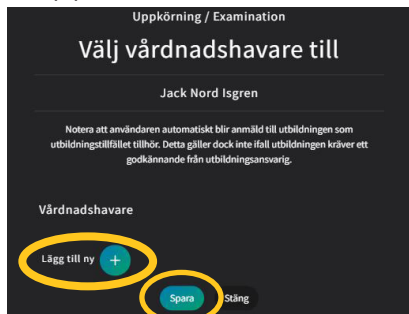 Uppkörning / Examination
Välj vårdnadshavare till
Jack Nord Isgren
Notera att användaren automatiskt blir anmäld till utbildningen som
utbildningstillfället tillhör. Detta gäller dock inte ifall utbildningen kräver ett
godkännande från utbildningsansvarig.
Vårdnadshavare
Lägg till ny +
Spara Stäng